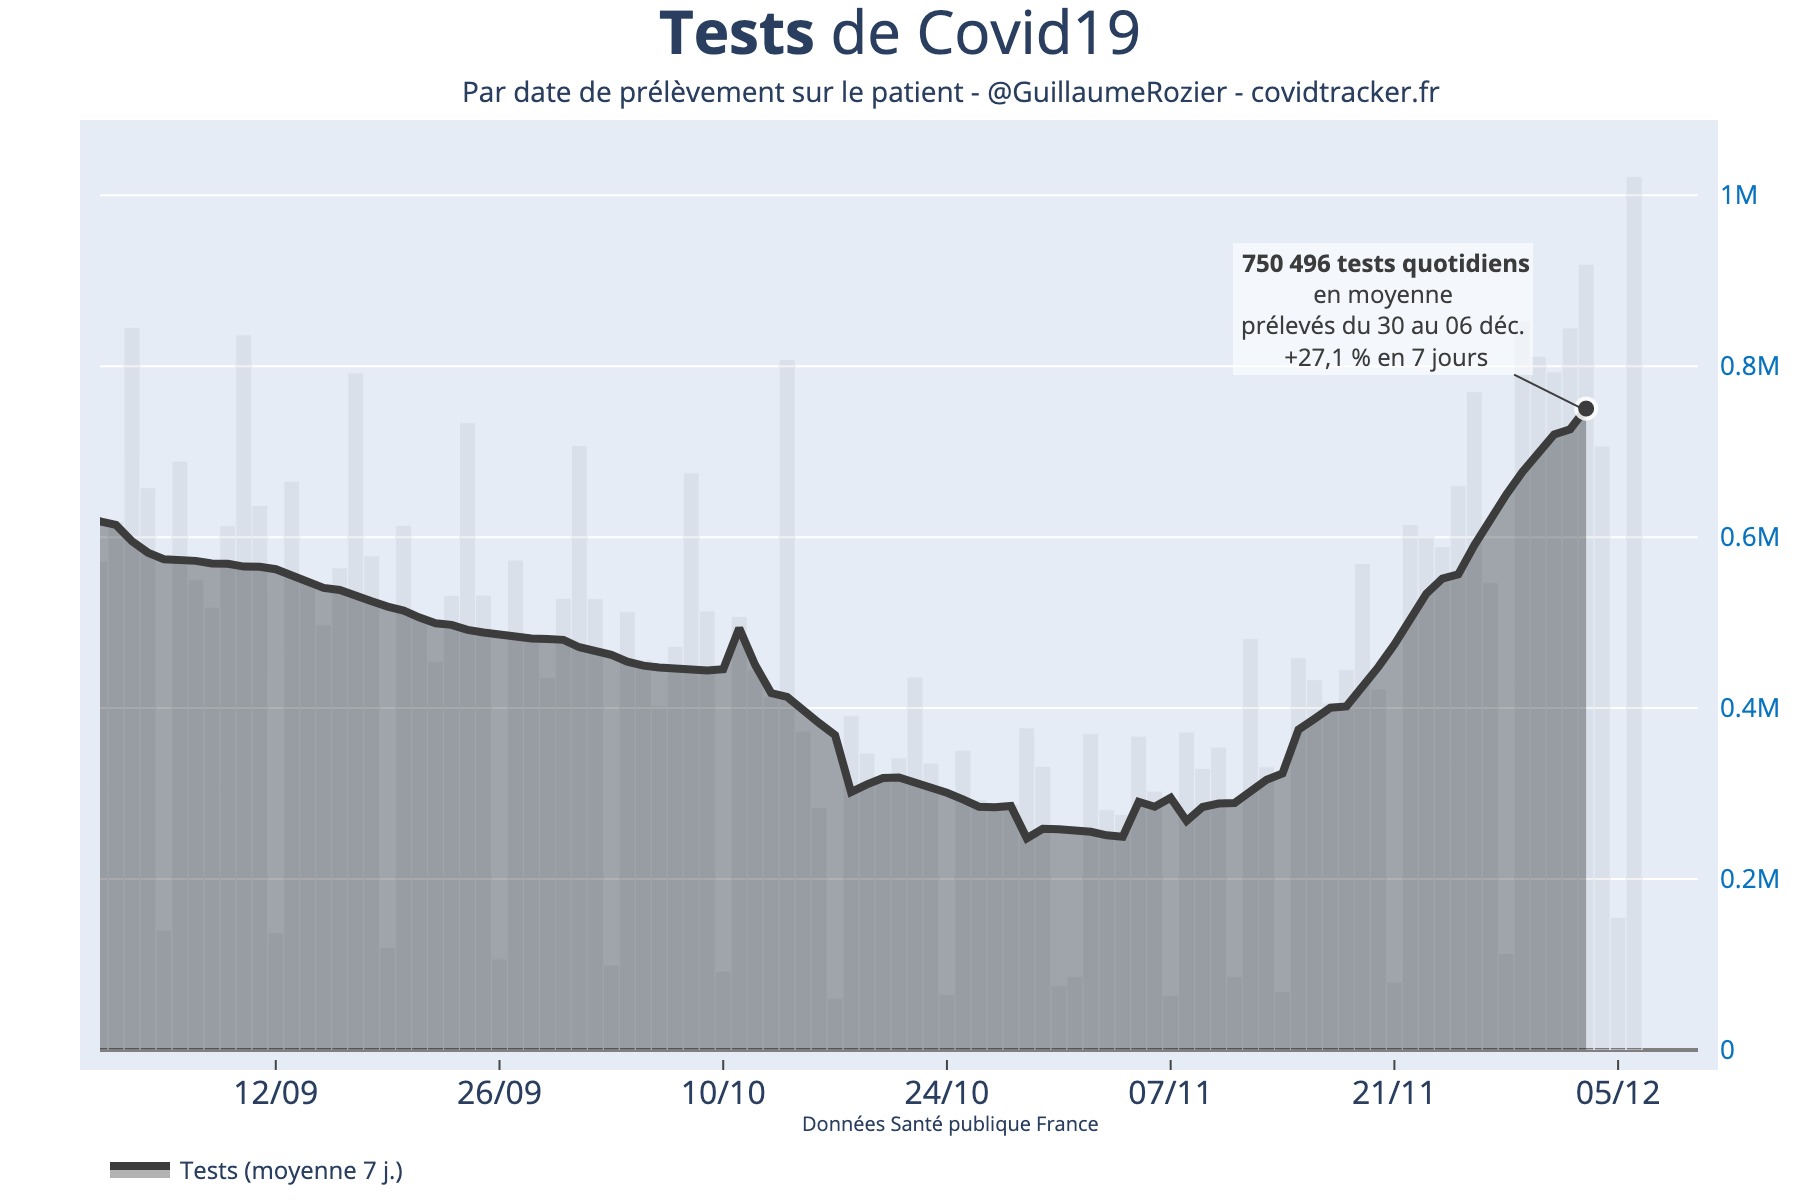 Tests de Covid19
Par date de prélèvement sur le patient - @GuillaumeRozier - covidtracker.fr
1M
750 496 tests quotidiens
en moyenne
prélevés du 30 au 06 déc.
+27,1 % en 7 jours
0.8M
0.6M
0.4M
0.2M
0
12/09 26/09 10/10 24/10 07/11 21/11 05/12
Données Santé publique France
Tests (moyenne 7 j.)